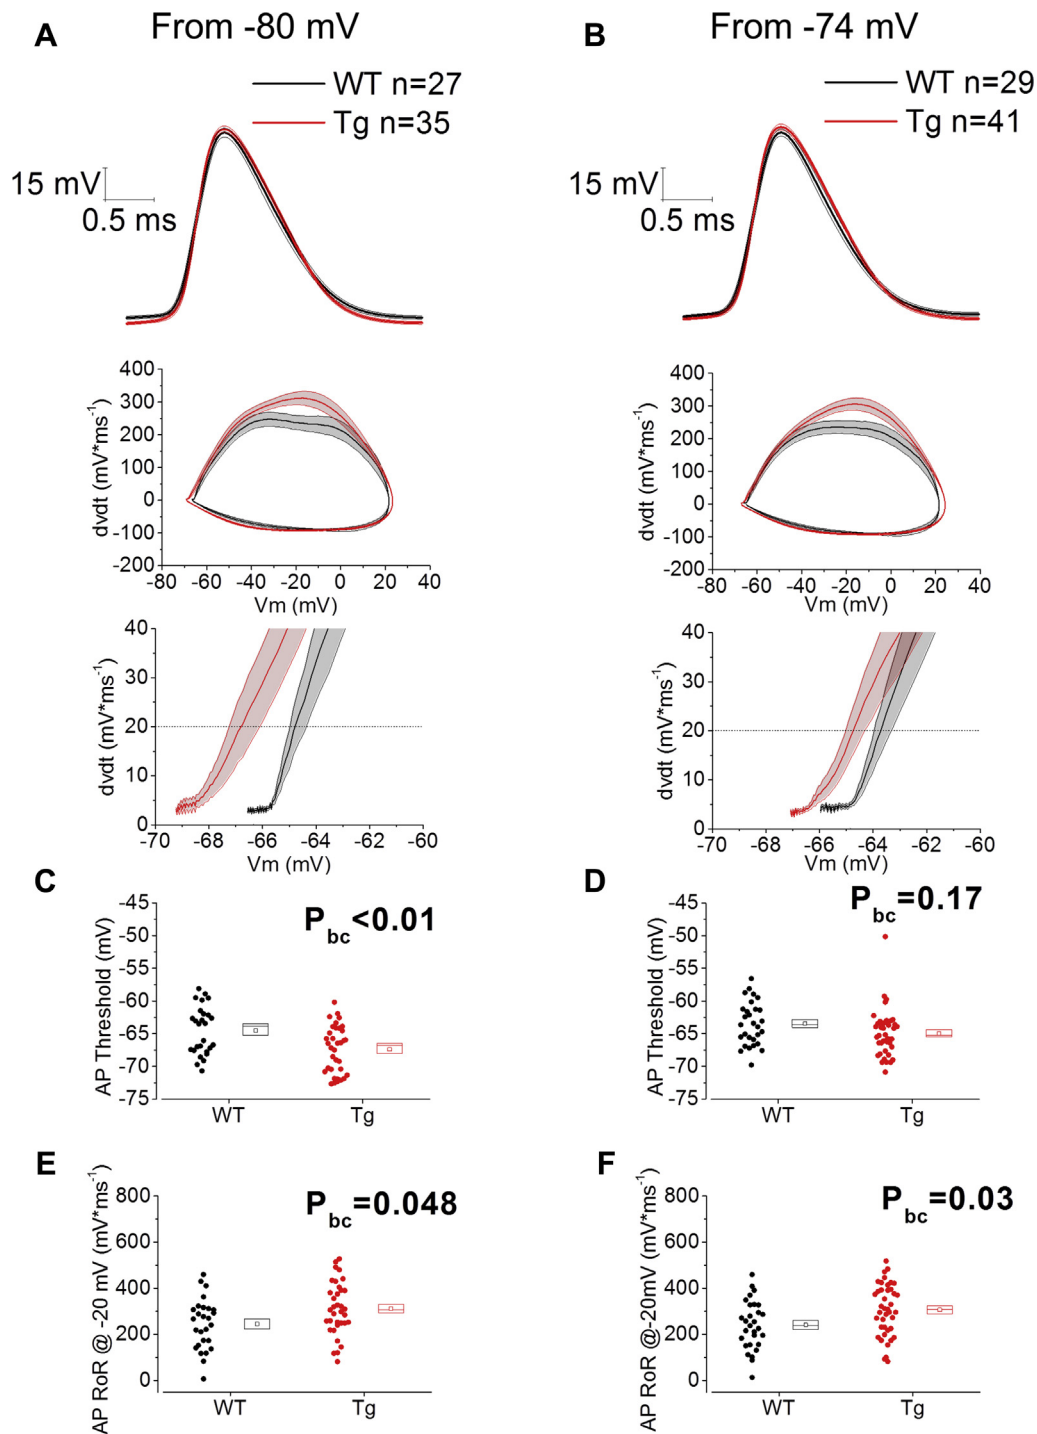 A From -80 mV
WT n=27
Tg n=35
15 mV
0.5 ms
400
300
200
100
0
-100
-200
dvdt (mV*ms-1)
-80 -60 -40 -20 0 20 40
Vm (mV)
40
30
20
10
0
dvdt (mV*ms-1)
-70 -68 -66 -64 -62 -60
Vm (mV)
B From -74 mV
WT n=29
Tg n=41
15 mV
0.5 ms
400
300
200
100
0
-100
-200
dvdt (mV*ms-1)
-80 -60 -40 -20 0 20 40
Vm (mV)
40
30
20
10
0
dvdt (mV*ms-1)
-70 -68 -66 -64 -62 -60
Vm (mV)
C
Pbc<0.01
-45
-50
-55
-60
-65
-70
-75
AP Threshold (mV)
WT Tg
D
Pbc=0.17
-45
-50
-55
-60
-65
-70
-75
AP Threshold (mV)
WT Tg
E
Pbc=0.048
800
600
400
200
0
AP RoR @ -20 mV (mV*ms-1)
WT Tg
F
Pbc=0.03
800
600
400
200
0
AP RoR @-20mV (mV*ms-1)
WT Tg